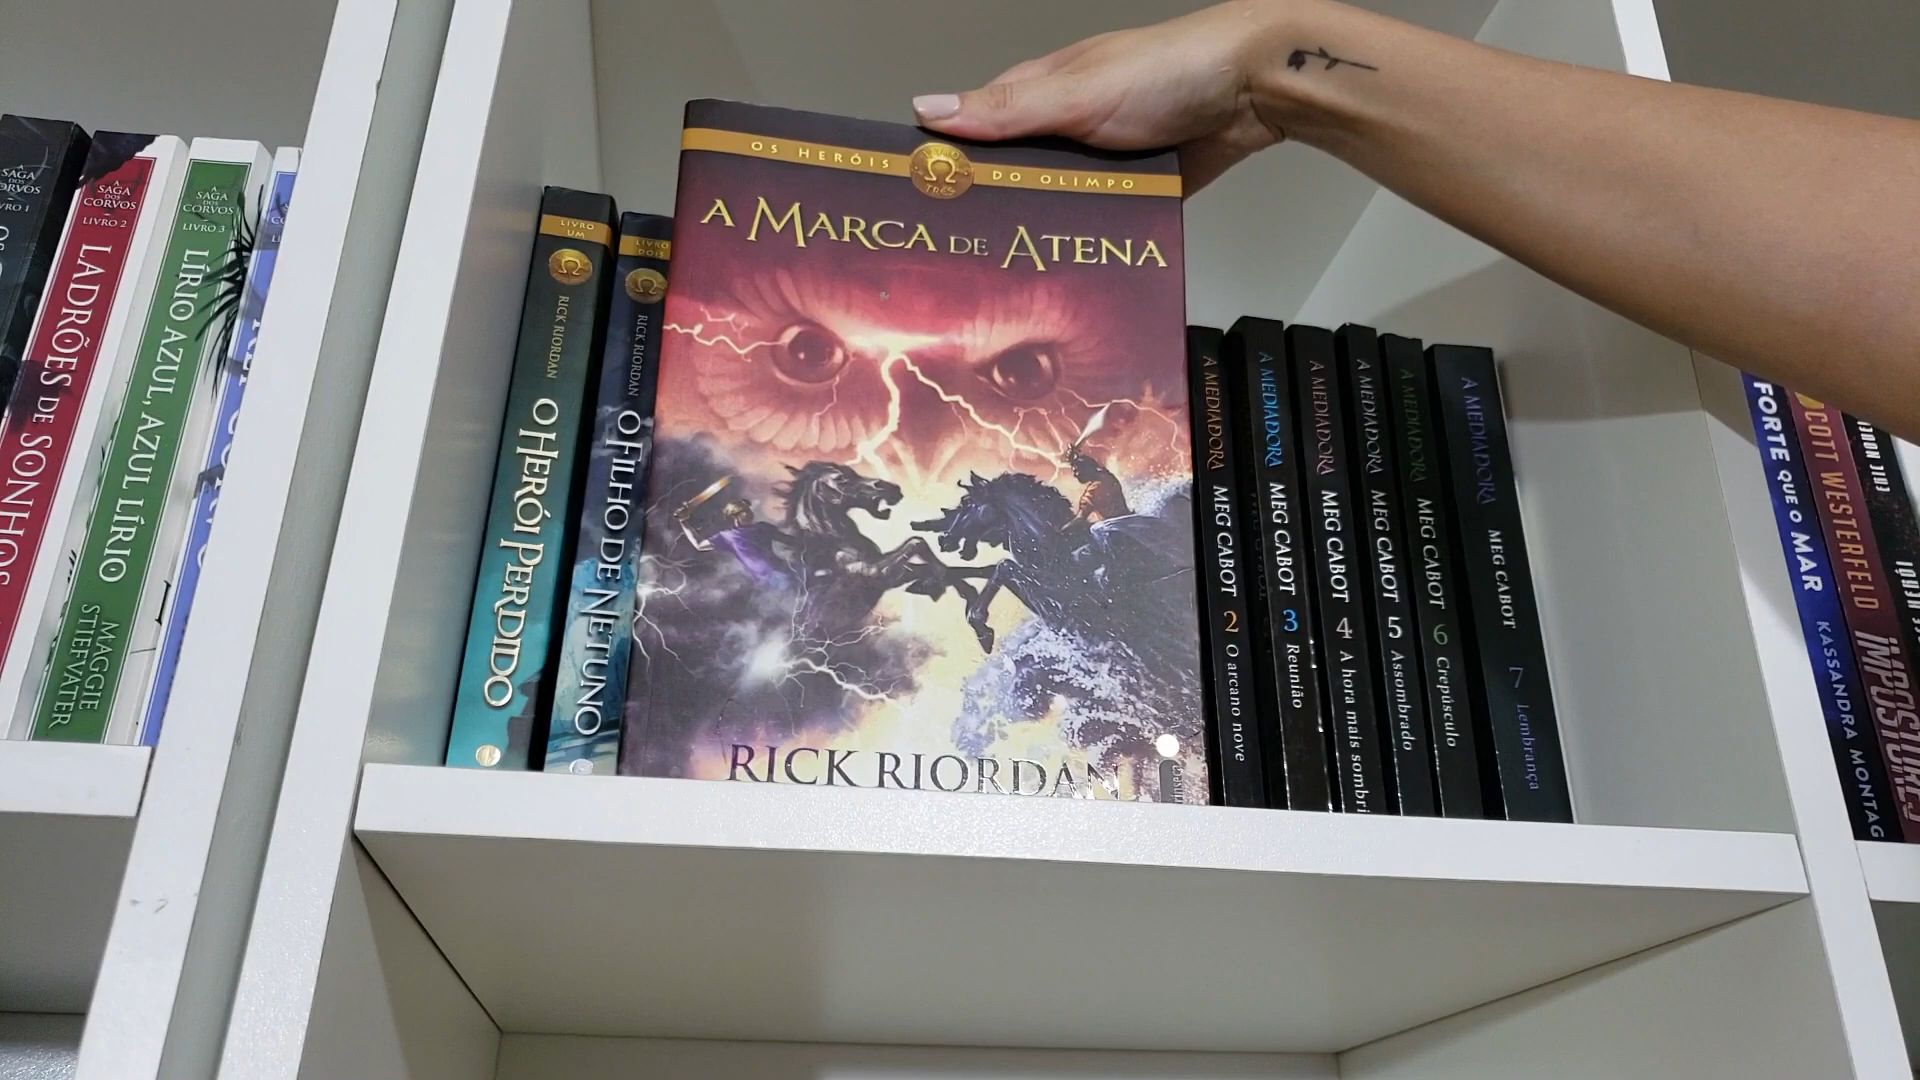 A
SAGA
DOS
CORVOS
LIVRO 1
A
SAGA
DOS
CORVOS
LIVRO 2
LADRÕES DE SONHOS
A
SAGA
DOS
CORVOS
LIVRO 3
LÍRIO AZUL, AZUL LÍRIO
MAGGIE
STIEFVATER
LIVRO
UM
RICK RIORDAN
O HERÓI PERDIDO
LIVRO
DOIS
RICK RIORDAN
O FILHO DE NETUNO
OS HERÓIS
LIVRO
TRÊS
DO OLIMPO
A MARCA DE ATENA
RICK RIORDAN
A MEDIADORA MEG CABOT 2 O arcano nove
A MEDIADORA MEG CABOT 3 Reunião
A MEDIADORA MEG CABOT 4 A hora mais sombri
A MEDIADORA MEG CABOT 5 Assombrado
A MEDIADORA MEG CABOT 6 Crepúsculo
A MEDIADORA MEG CABOT 7 Lembrança
FORTE QUE O MAR KASSANDRA MONTAG
SCOTT WESTERFELD IMPOSTORES